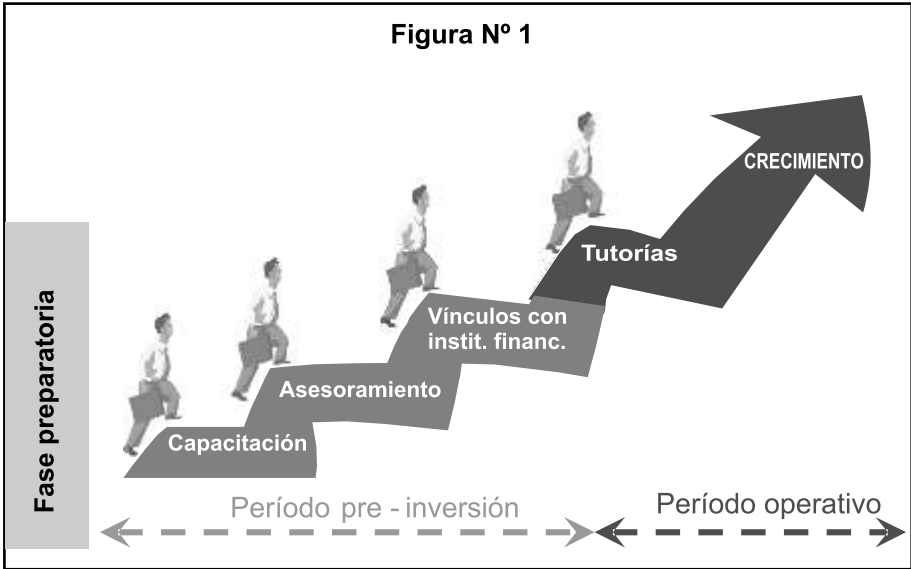 Figura Nº 1
CRECIMIENTO
Tutorías
Vínculos con
instit. financ.
Asesoramiento
Capacitación
Fase preparatoria
Período pre - inversión
Período operativo